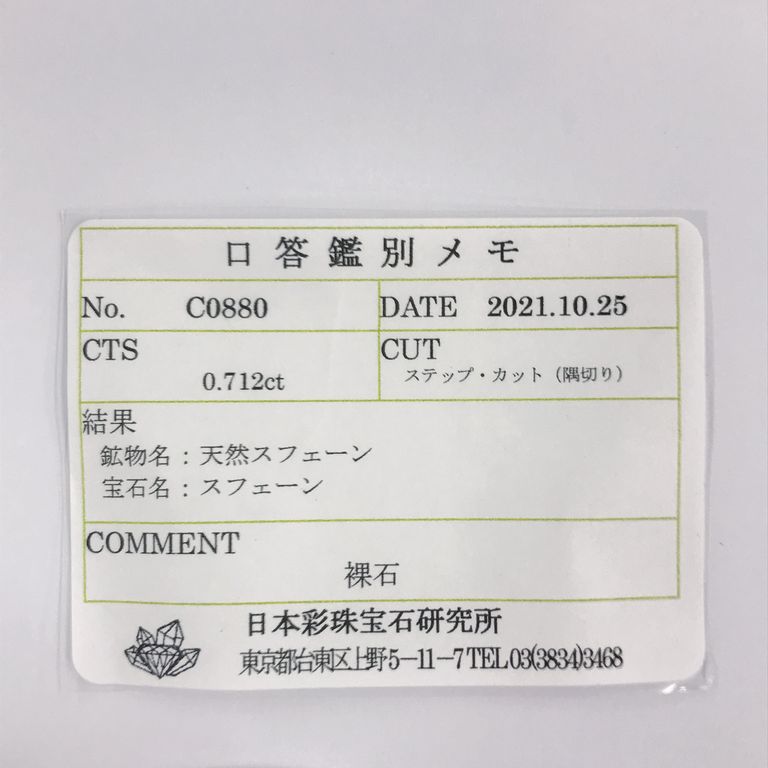 口答鑑別メモ
No. C0880 DATE 2021.10.25
CTS CUT
0.712ct ステップ・カット（隅切り）
結果
鉱物名：天然スフェーン
宝石名：スフェーン
COMMENT
裸石
日本彩珠宝石研究所
東京都台東区上野5−11−7 TEL 03(3834)3468